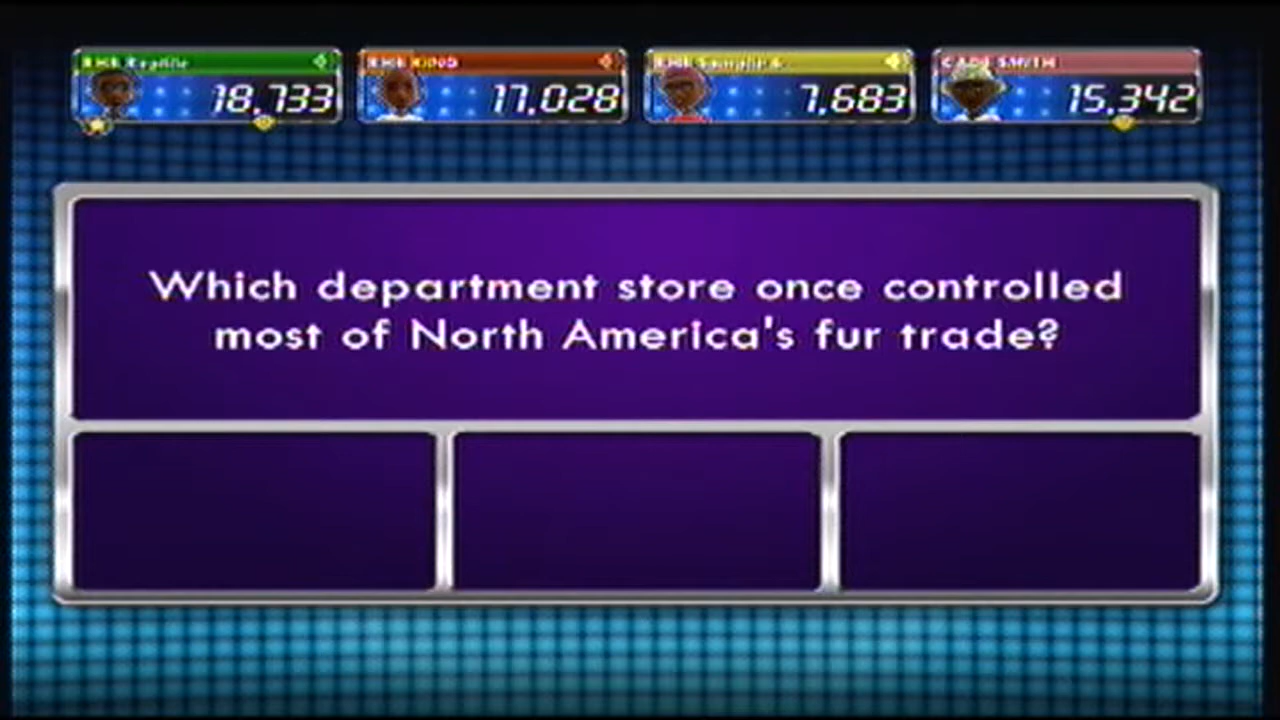 18,733
17,028
7,683
15,342
Which department store once controlled
most of North America's fur trade?